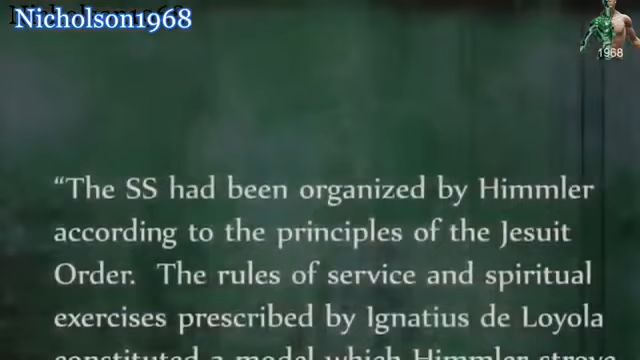 Nicholson1968
1968
“The SS had been organized by Himmler
according to the principles of the Jesuit
Order. The rules of service and spiritual
exercises prescribed by Ignatius de Loyola
constituted a model which Himmler strove